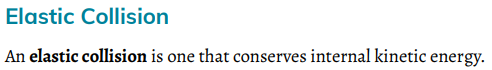 Elastic Collision
An elastic collision is one that conserves internal kinetic energy.